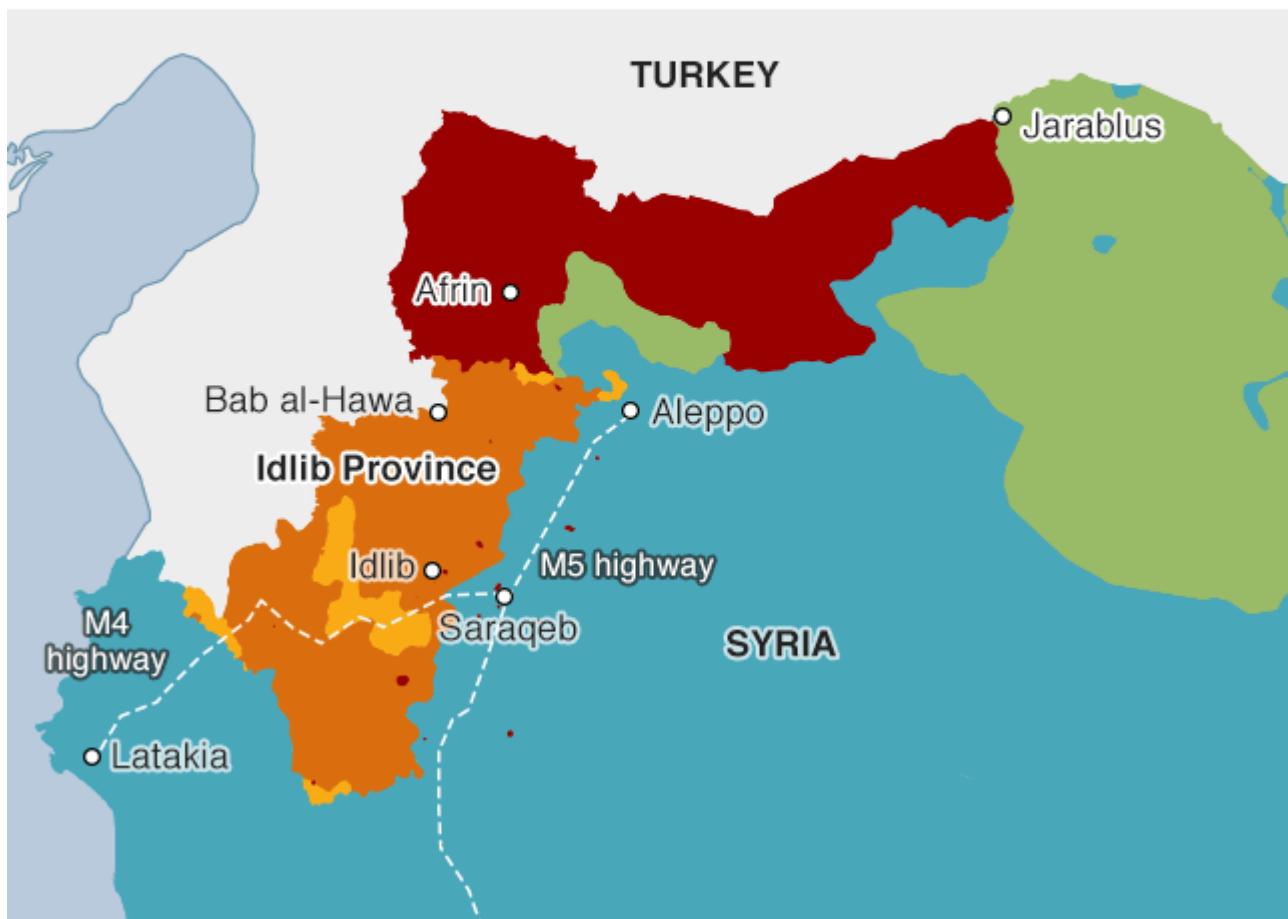 TURKEY
Jarablus
Afrin
Bab al-Hawa
Aleppo
Idlib Province
Idlib
M5 highway
Saraqeb
M4
highway
SYRIA
Latakia